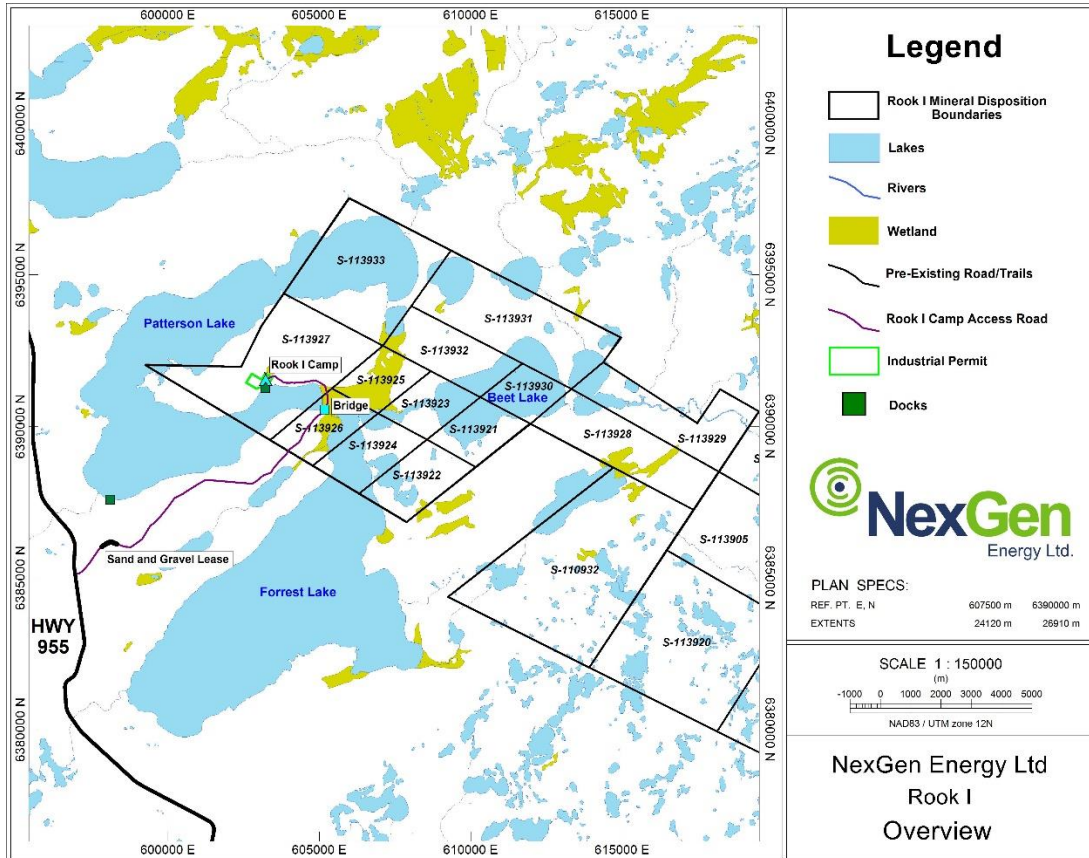 600000 E
605000 E
610000 E
615000 E
6400000 N
6395000 N
6390000 N
6385000 N
6380000 N
6400000 N
6395000 N
6390000 N
6385000 N
6380000 N
600000 E
605000 E
610000 E
615000 E
S-113933
Patterson Lake
S-113931
S-113927
S-113932
Rook I Camp
S-113925
S-113930
S-113923
Beet Lake
Bridge
S-113926
S-113921
S-113928
S-113929
S-113924
S-113922
S
S-113905
Sand and Gravel Lease
S-110932
Forrest Lake
HWY
955
S-113920
Legend
Rook I Mineral Disposition
Boundaries
Lakes
Rivers
Wetland
Pre-Existing Road/Trails
Rook I Camp Access Road
Industrial Permit
Docks
NexGen
Energy Ltd.
PLAN SPECS:
REF. PT. E, N 607500 m 6390000 m
EXTENTS 24120 m 26910 m
SCALE 1 : 150000
(m)
-1000 0 1000 2000 3000 4000 5000
NAD83 / UTM zone 12N
NexGen Energy Ltd
Rook I
Overview